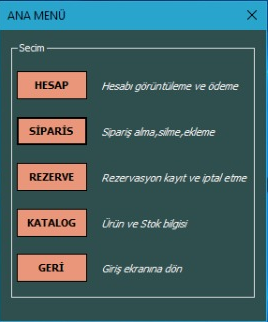 ANA MENÜ
Secim
HESAP Hesabı görüntüleme ve ödeme
SİPARİS Sipariş alma,silme,ekleme
REZERVE Rezervasyon kayıt ve iptal etme
KATALOG Ürün ve Stok bilgisi
GERİ Giriş ekranına dön